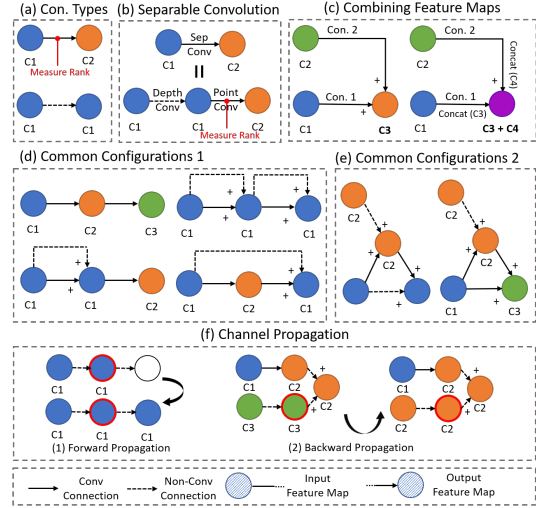 (a) Con. Types
C1
C2
Measure Rank
C1
C1
(b) Separable Convolution
Sep
Conv
C1
C2
=
Depth
Conv
Point
Conv
C1
C1
C2
Measure Rank
(c) Combining Feature Maps
Con. 2
C2
Con. 1
+
+
C1
C3
Con. 2
C2
Concat (C4)
+
Con. 1
+
Concat (C3)
C1
C3 + C4
(d) Common Configurations 1
C1
C2
C3
+
+
+
+
C1
C1
C1
+
+
C1
C1
C2
+
+
C1
C2
C1
(e) Common Configurations 2
C2
+
+
C2
+
+
C1
C1
C2
+
+
C2
+
+
C1
C3
(f) Channel Propagation
C1
C1
C1
C1
C1
(1) Forward Propagation
C1
C2
+
C2
+
C3
C3
C1
C2
+
C2
+
C2
C2
(2) Backward Propagation
Conv
Connection
Non-Conv
Connection
Input
Feature Map
Output
Feature Map